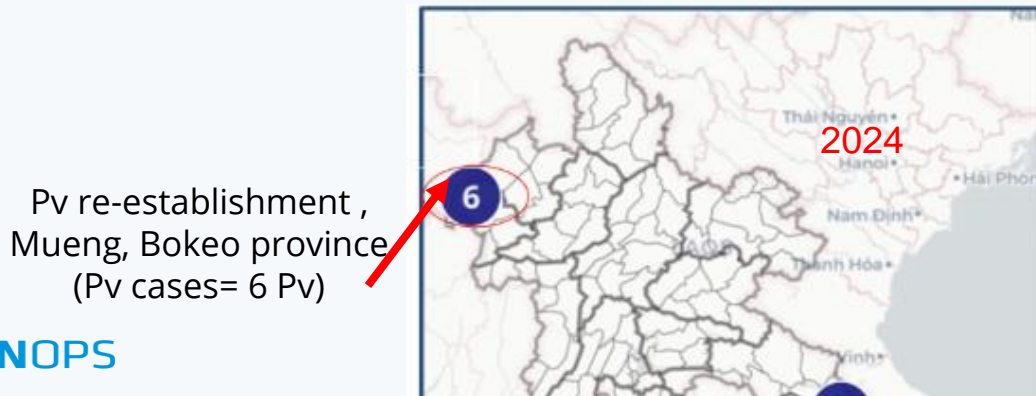 Thái Nguyên
2024
Hanoi
Hải Phon
Nam Định
Thanh Hóa
Vinh
6
Pv re-establishment ,
Mueng, Bokeo province
(Pv cases= 6 Pv)
NOPS